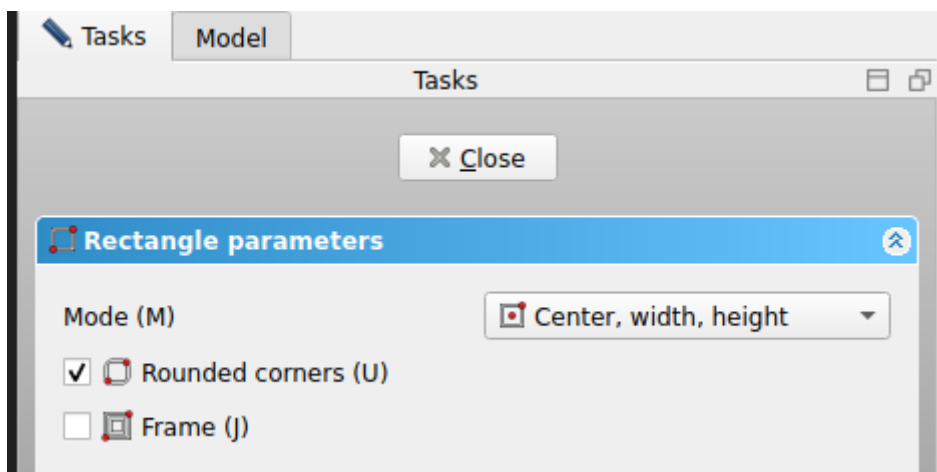 Tasks Model
Tasks
Close
Rectangle parameters
Mode (M) Center, width, height
Rounded corners (U)
Frame (J)